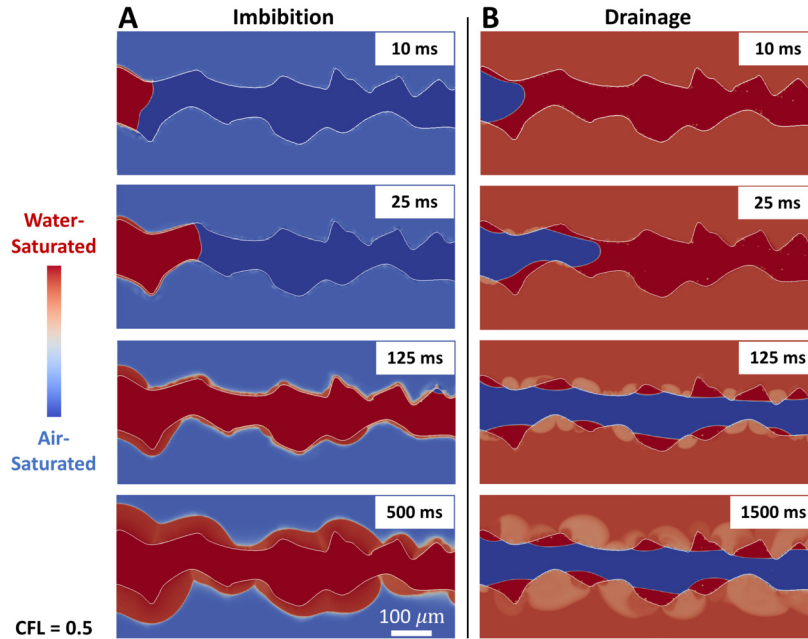 A
Imbibition
B
Drainage
10 ms
10 ms
25 ms
25 ms
Water-
Saturated
125 ms
125 ms
Air-
Saturated
500 ms
1500 ms
CFL = 0.5
100 μm